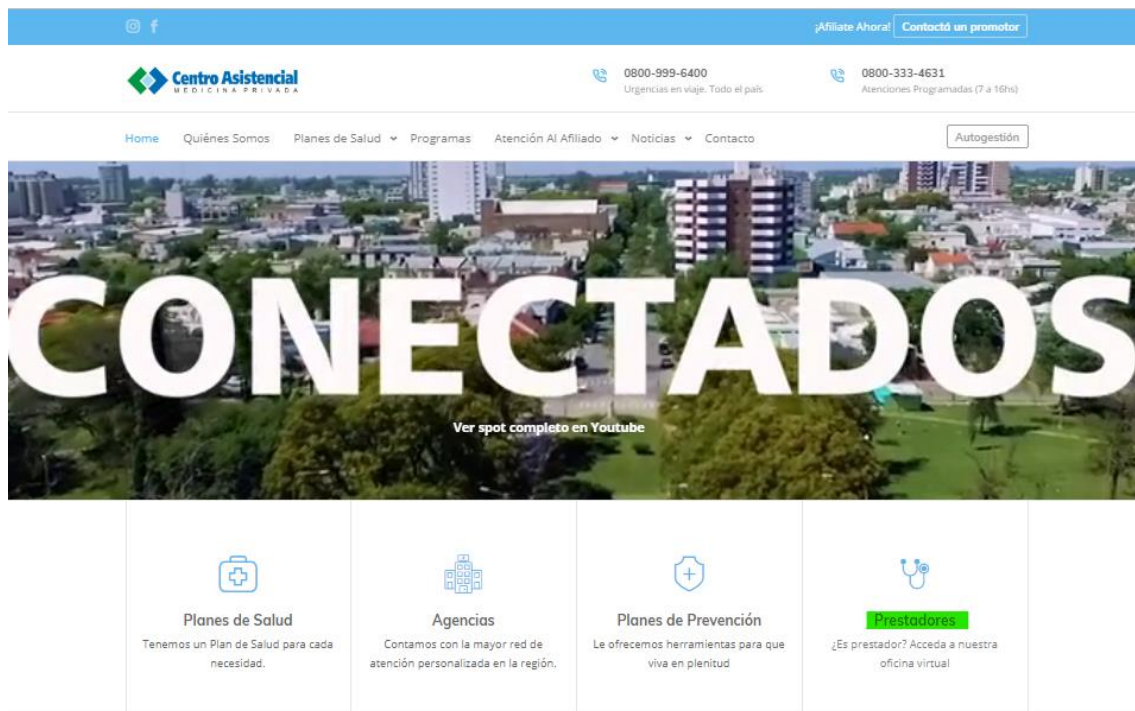 ¡Afiliate Ahora! Contactá un promotor
Centro Asistencial
MEDICINA PRIVADA
0800-999-6400
Urgencias en viaje. Todo el país
0800-333-4631
Atenciones Programadas (7 a 16hs)
Home Quiénes Somos Planes de Salud Programas Atención Al Afiliado Noticias Contacto Autogestión
CONECTADOS
Ver spot completo en Youtube
Planes de Salud
Tenemos un Plan de Salud para cada
necesidad.
Agencias
Contamos con la mayor red de
atención personalizada en la región.
Planes de Prevención
Le ofrecemos herramientas para que
viva en plenitud
Prestadores
¿Es prestador? Acceda a nuestra
oficina virtual